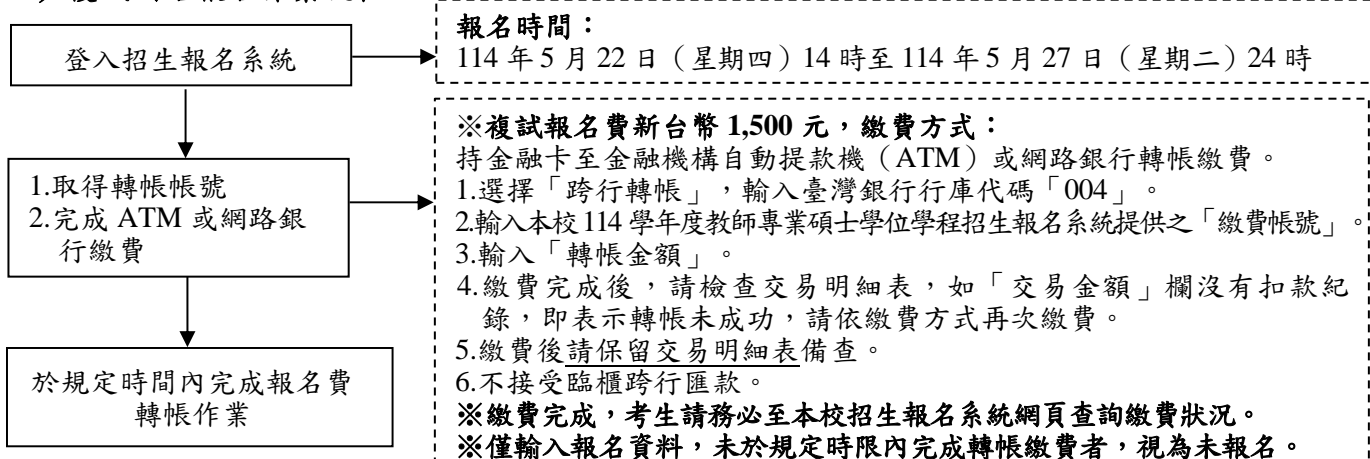 登入招生報名系統
報名時間：
114 年 5 月 22 日（星期四）14 時至 114 年 5 月 27 日（星期二）24 時
1.取得轉帳帳號
2.完成 ATM 或網路銀
行繳費
※複試報名費新台幣 1,500 元，繳費方式：
持金融卡至金融機構自動提款機（ATM）或網路銀行轉帳繳費。
1.選擇「跨行轉帳」，輸入臺灣銀行行庫代碼「004」。
2.輸入本校 114 學年度教師專業碩士學位學程招生報名系統提供之「繳費帳號」。
3.輸入「轉帳金額」。
4.繳費完成後，請檢查交易明細表，如「交易金額」欄沒有扣款紀
錄，即表示轉帳未成功，請依繳費方式再次繳費。
5.繳費後請保留交易明細表備查。
6.不接受臨櫃跨行匯款。
※繳費完成，考生請務必至本校招生報名系統網頁查詢繳費狀況。
※僅輸入報名資料，未於規定時限內完成轉帳繳費者，視為未報名。
於規定時間內完成報名費
轉帳作業